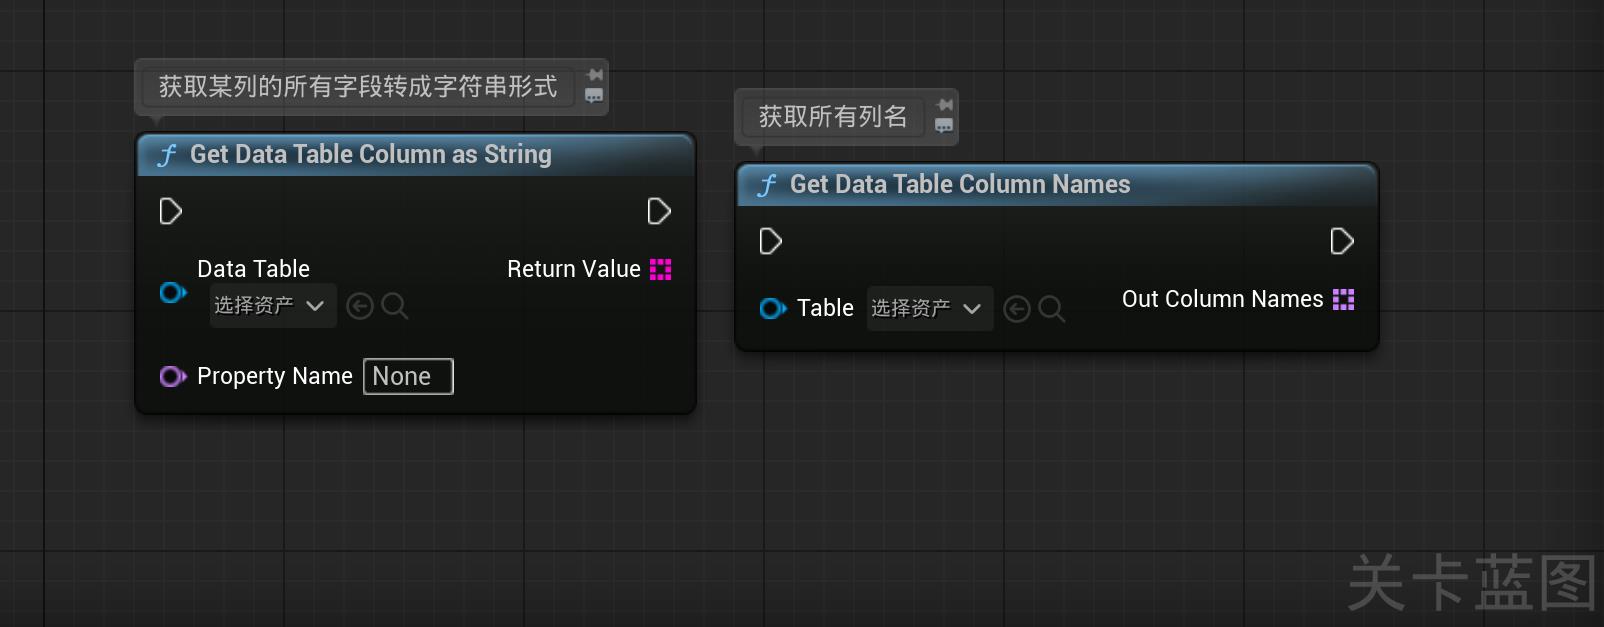 获取某列的所有字段转成字符串形式
Get Data Table Column as String
Data Table
选择资产
Return Value
Property Name None
获取所有列名
Get Data Table Column Names
Table 选择资产
Out Column Names
关卡蓝图